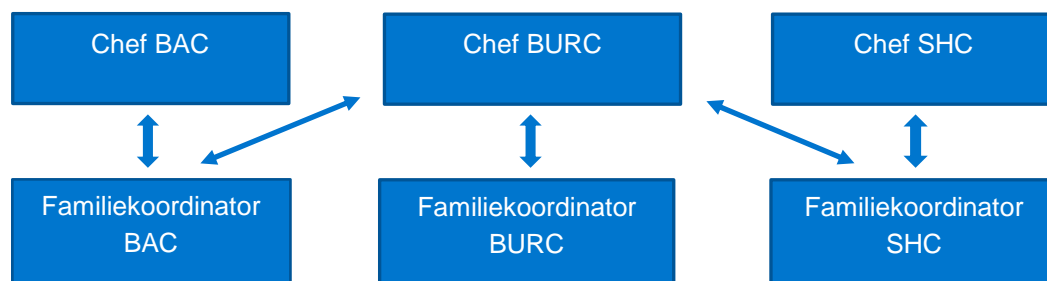 Chef BAC
Chef BURC
Chef SHC
Familiekoordinator
BAC
Familiekoordinator
BURC
Familiekoordinator
SHC